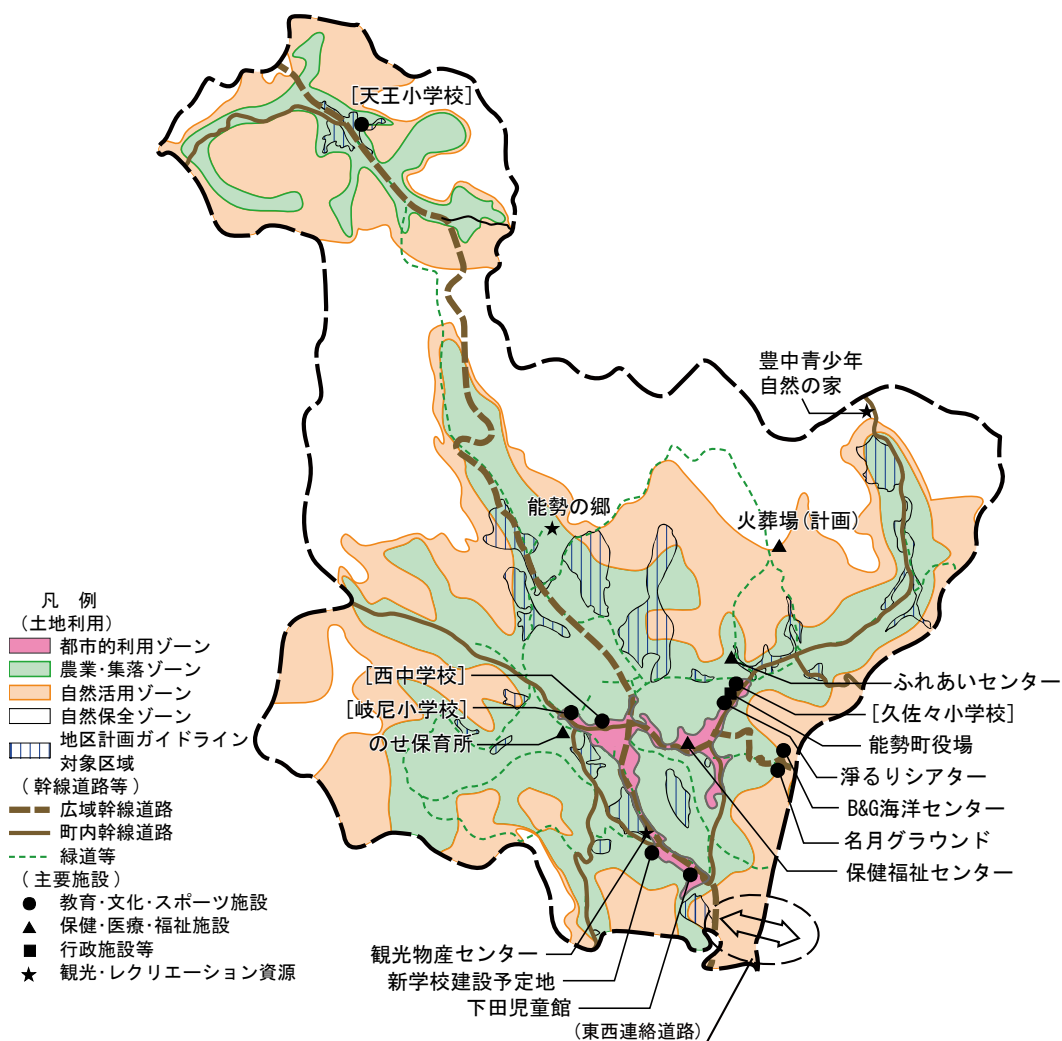 [天王小学校]
豊中青少年
自然の家
能勢の郷
火葬場(計画)
凡 例
(土地利用)
都市的利用ゾーン
農業・集落ゾーン
自然活用ゾーン
自然保全ゾーン
地区計画ガイドライン
対象区域
(幹線道路等)
広域幹線道路
町内幹線道路
緑道等
(主要施設)
教育・文化・スポーツ施設
保健・医療・福祉施設
行政施設等
観光・レクリエーション資源
[西中学校]
[岐尼小学校]
のせ保育所
ふれあいセンター
[久佐々小学校]
能勢町役場
淨るりシアター
B&G海洋センター
名月グラウンド
保健福祉センター
観光物産センター
新学校建設予定地
下田児童館
(東西連絡道路)